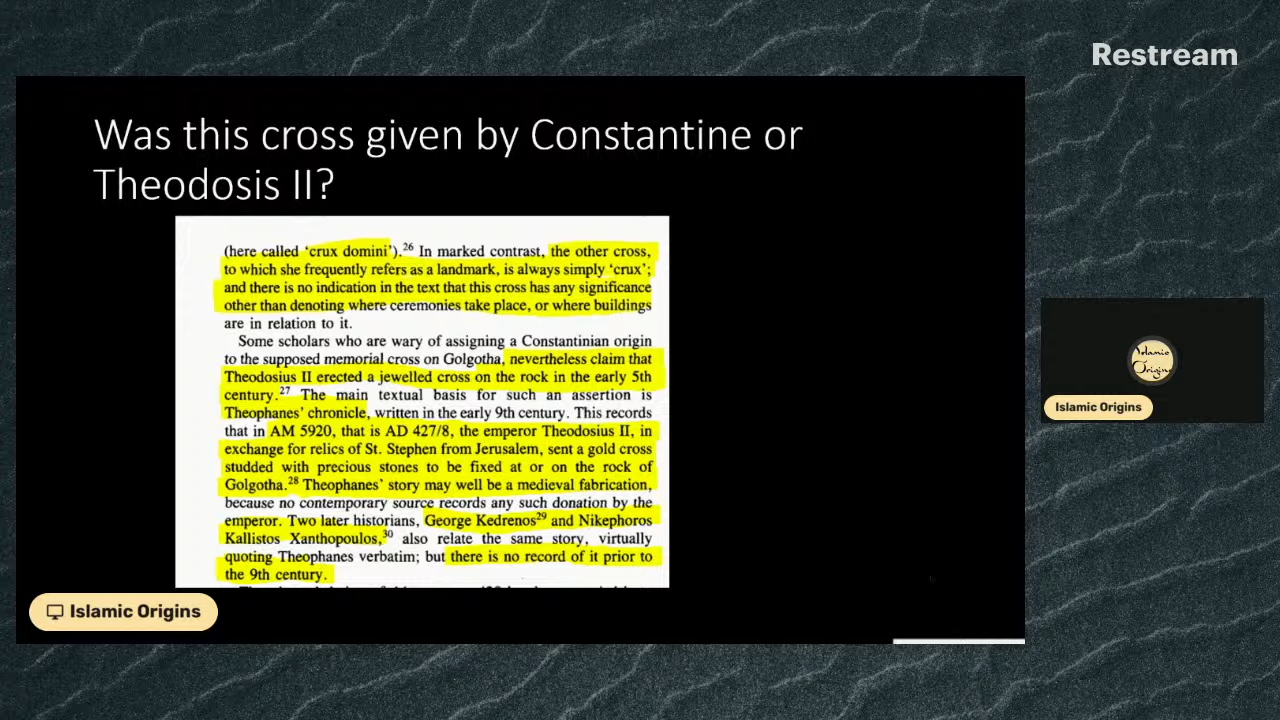 Restream
Was this cross given by Constantine or
Theodosis II?
(here called ‘crux domini’).26 In marked contrast, the other cross,
to which she frequently refers as a landmark, is always simply ‘crux’;
and there is no indication in the text that this cross has any significance
other than denoting where ceremonies take place, or where buildings
are in relation to it.
Some scholars who are wary of assigning a Constantinian origin
to the supposed memorial cross on Golgotha, nevertheless claim that
Theodosius II erected a jewelled cross on the rock in the early 5th
century.27 The main textual basis for such an assertion is
Theophanes’ chronicle, written in the early 9th century. This records
that in AM 5920, that is AD 427/8, the emperor Theodosius II, in
exchange for relics of St. Stephen from Jerusalem, sent a gold cross
studded with precious stones to be fixed at or on the rock of
Golgotha.28 Theophanes’ story may well be a medieval fabrication,
because no contemporary source records any such donation by the
emperor. Two later historians, George Kedrenos29 and Nikephoros
Kallistos Xanthopoulos,30 also relate the same story, virtually
quoting Theophanes verbatim; but there is no record of it prior to
the 9th century.
Islamic Origins
Islamic
Origins
Islamic Origins